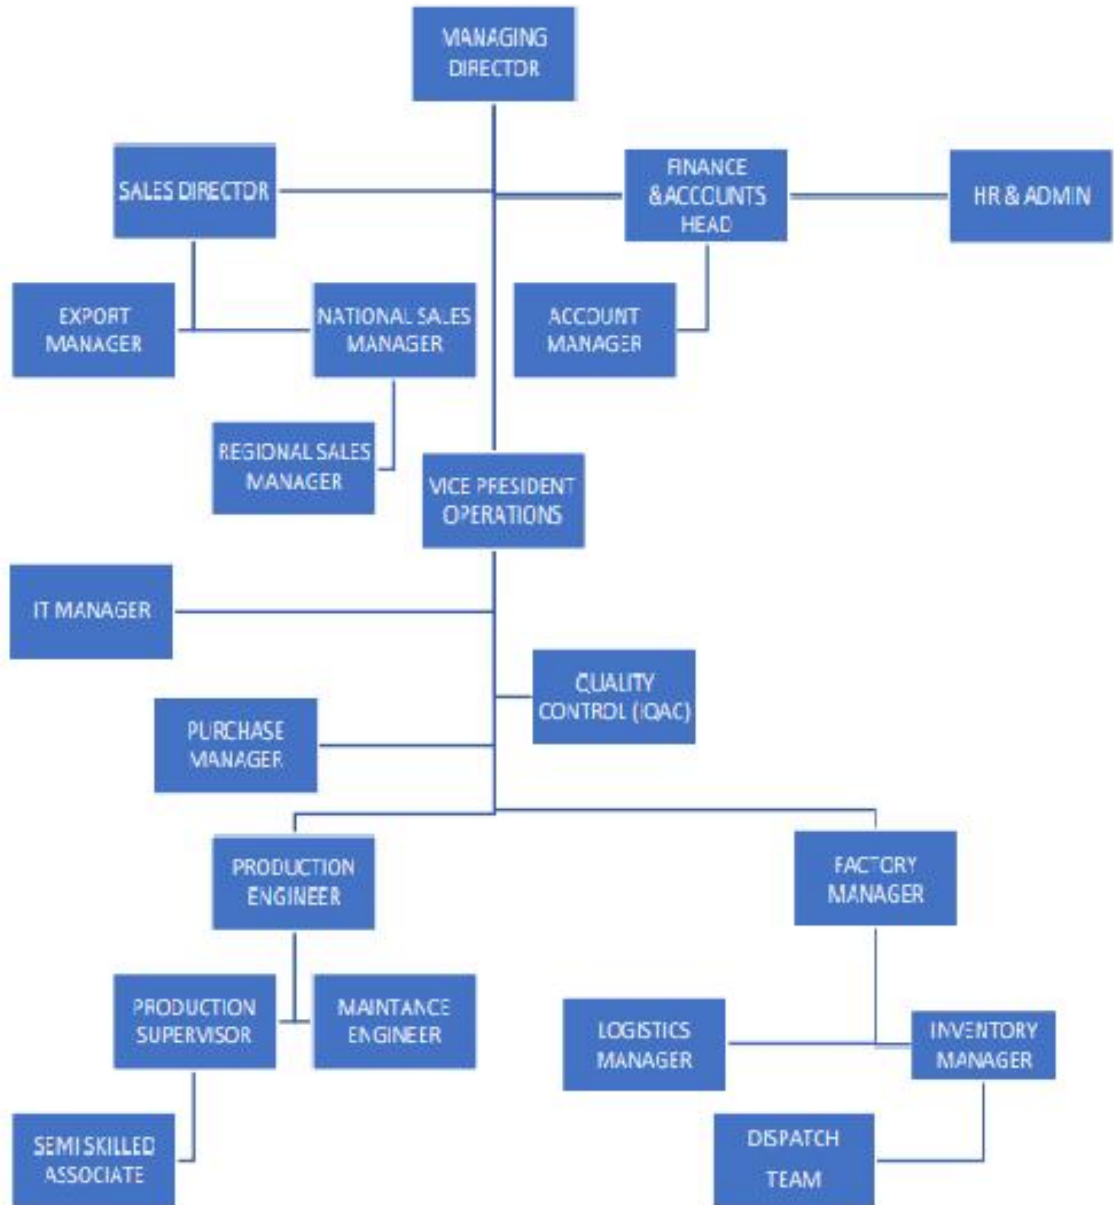 MANAGING
DIRECTOR
SALES DIRECTOR
FINANCE
&ACCOUNTS
HEAD
HR & ADMIN
EXPORT
MANAGER
NATIONAL SALES
MANAGER
ACCOUNT
MANAGER
REGIONAL SALES
MANAGER
VICE PRESIDENT
OPERATIONS
IT MANAGER
QUALITY
CONTROL (IQAC)
PURCHASE
MANAGER
PRODUCTION
ENGINEER
FACTORY
MANAGER
PRODUCTION
SUPERVISOR
MAINTANCE
ENGINEER
LOGISTICS
MANAGER
INVENTORY
MANAGER
SEMI SKILLED
ASSOCIATE
DISPATCH
TEAM